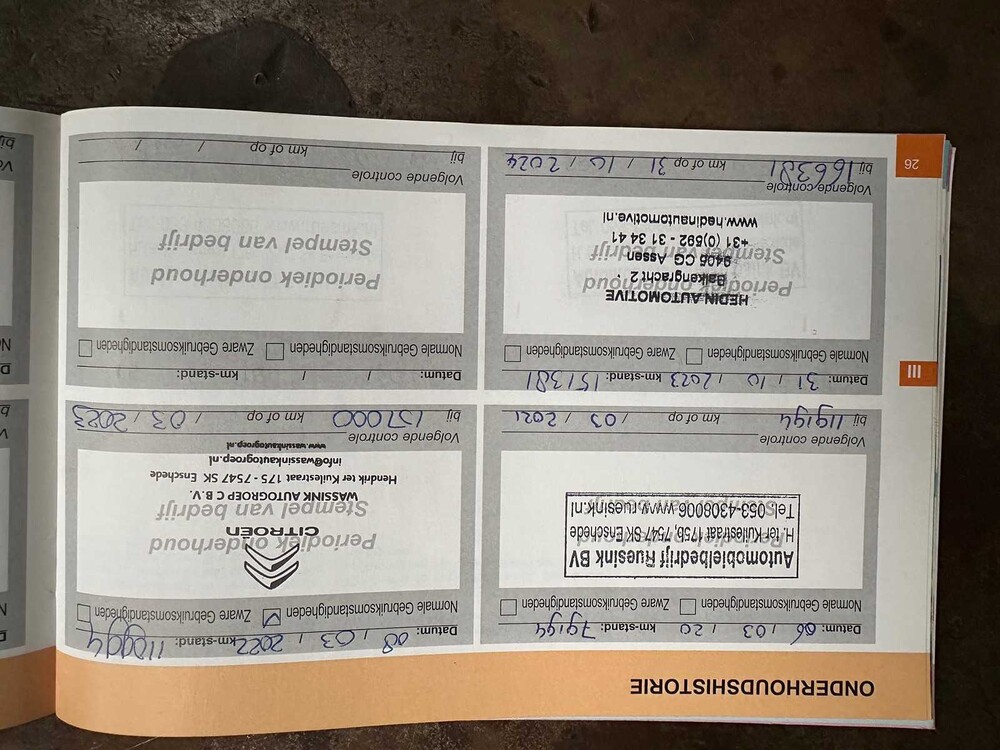 ONDERHOUDSHISTORIE
Datum: 06 / 03 / 20 km-stand: 79194
Normale Gebruiksomstandigheden Zware Gebruiksomstandigheden
Periodiek onderhoud
Stempel van bedrijf
Automobielbedrijf Ruesink BV
H. ter Kuilestraat 175b, 7547 SK Enschede
Tel. 053-4308006 www.ruesink.nl
Volgende controle
bij 119194 km of op / 03 / 2021
Datum: 08 / 03 / 2022 km-stand:
Normale Gebruiksomstandigheden Zware Gebruiksomstandigheden
Periodiek onderhoud
CITROËN
Stempel van bedrijf
WASSINK AUTOGROEP C B.V.
Hendrik ter Kuilestraat 175 - 7547 SK Enschede
info@wassinkautogroep.nl
www.wassinkautogroep.nl
Volgende controle
bij km of op / 03 / 2023
III
Datum: 31 / 10 / 2023 km-stand: 151381
Normale Gebruiksomstandigheden Zware Gebruiksomstandigheden
HEDIN AUTOMOTIVE
Periodiek onderhoud
Balkengracht 2
9405 CG Assen
Stempel van bedrijf
+31 (0)592 - 31 34 41
www.hedinautomotive.nl
Volgende controle
bij 166381 km of op 31 / 10 / 2024
Datum: / / km-stand:
Normale Gebruiksomstandigheden Zware Gebruiksomstandigheden
Periodiek onderhoud
Stempel van bedrijf
Volgende controle
bij km of op / /
26